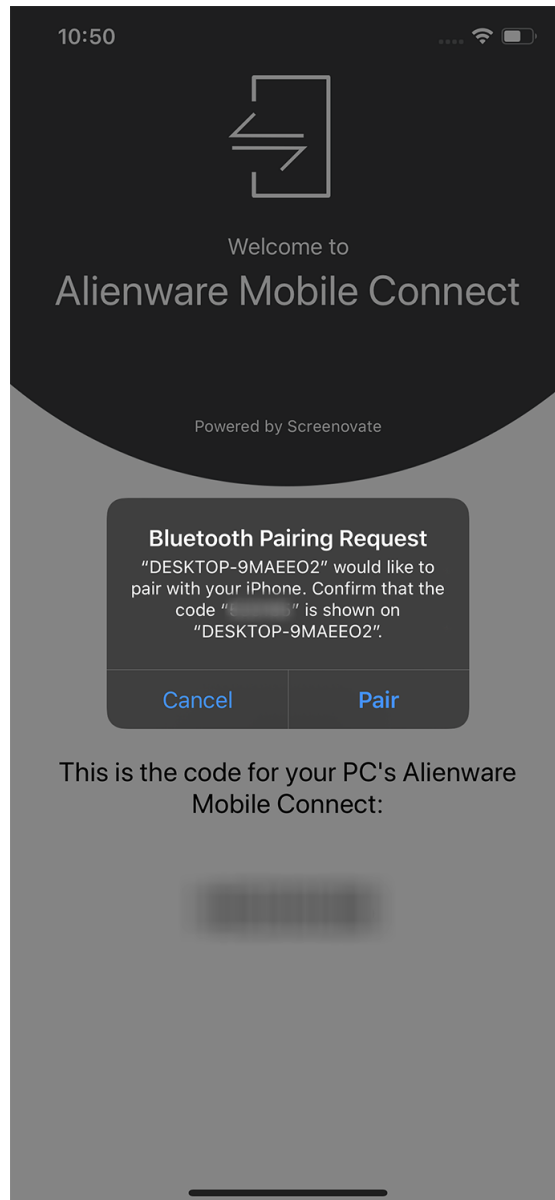 10:50
Welcome to
Alienware Mobile Connect
Powered by Screenovate
Bluetooth Pairing Request
“DESKTOP-9MAEEO2” would like to
pair with your iPhone. Confirm that the
code “ ” is shown on
“DESKTOP-9MAEEO2”.
Cancel
Pair
This is the code for your PC's Alienware
Mobile Connect: